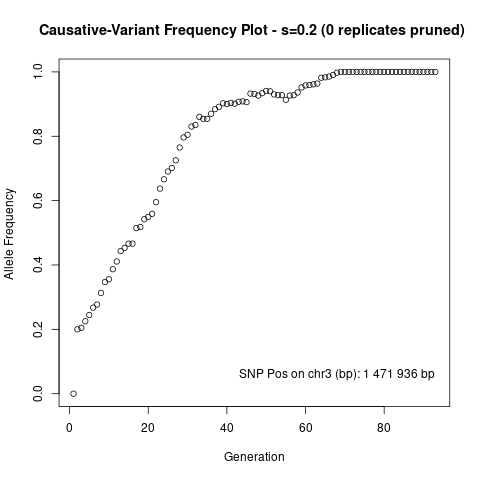 Causative-Variant Frequency Plot - s=0.2 (0 replicates pruned)
Allele Frequency
1.0
0.8
0.6
0.4
0.2
0.0
SNP Pos on chr3 (bp): 1 471 936 bp
0 20 40 60 80
Generation